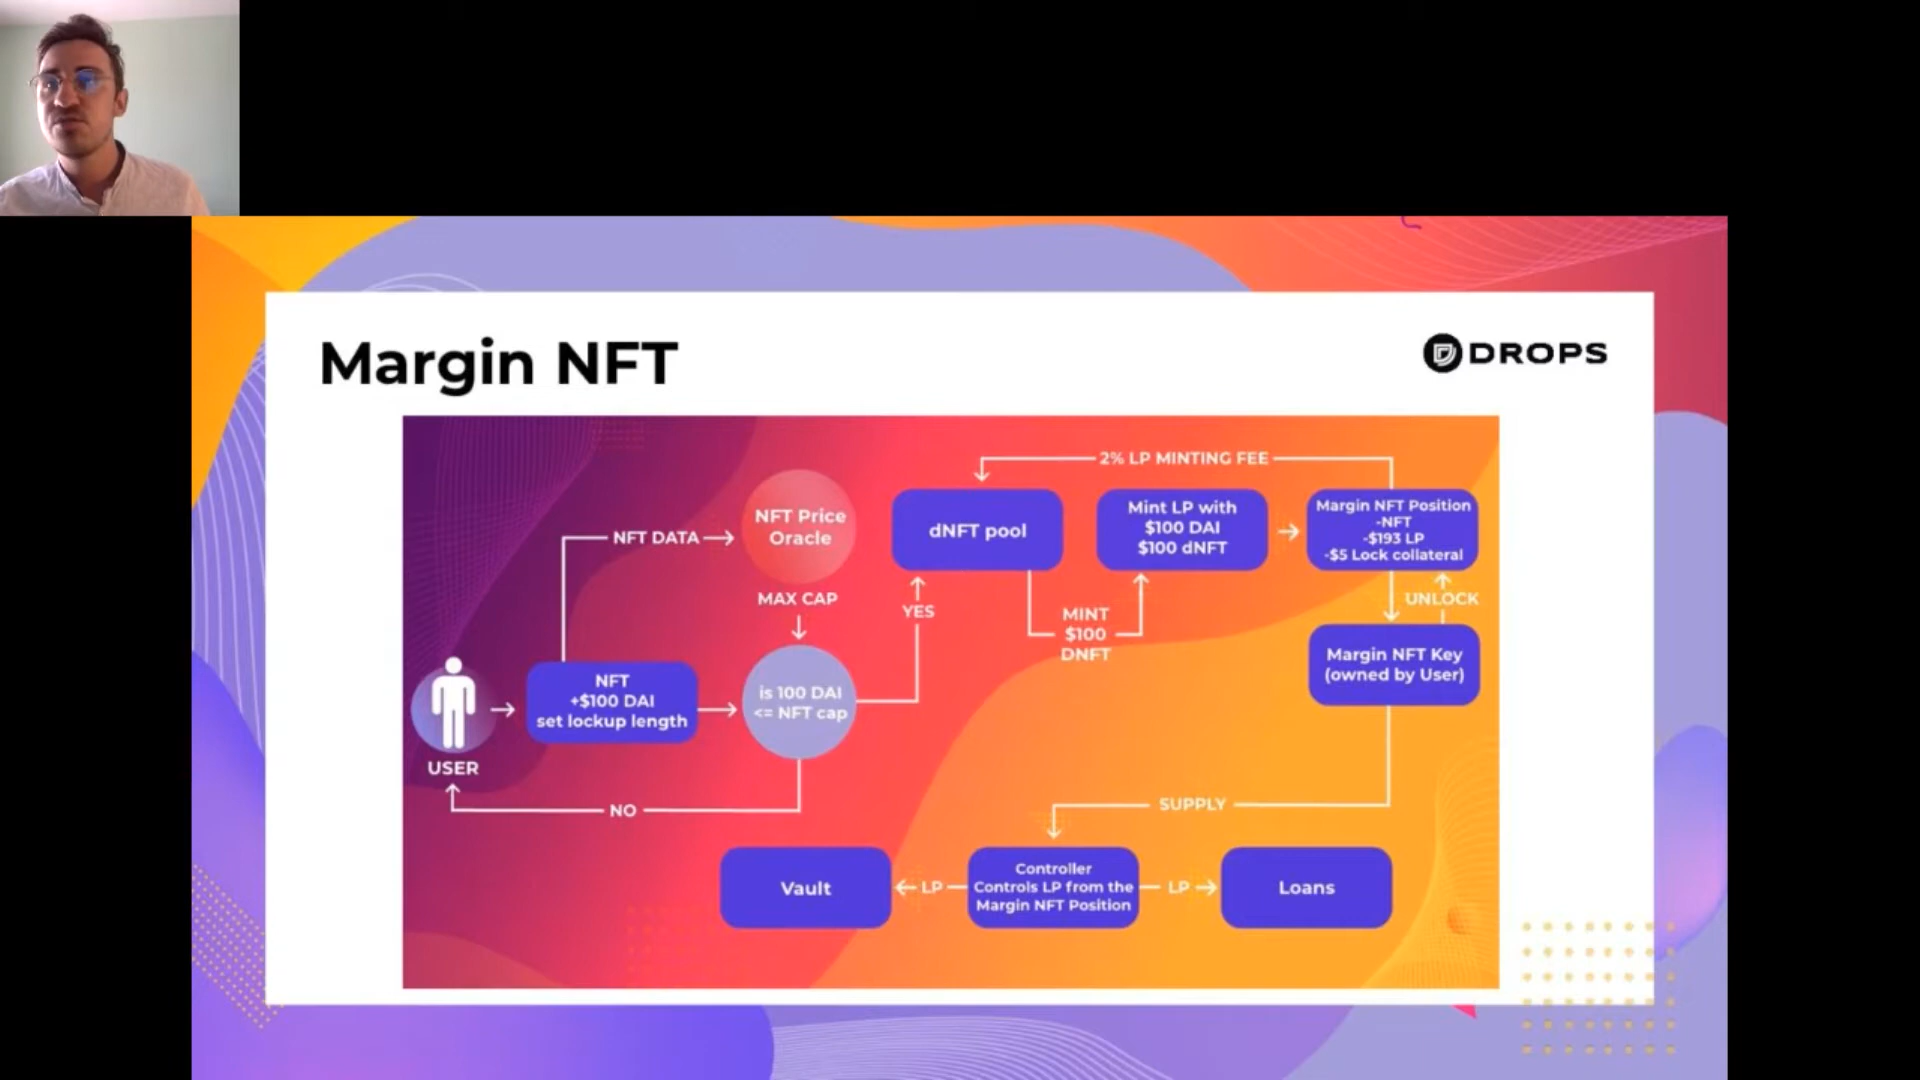 Margin NFT
DROPS
2% LP MINTING FEE
NFT DATA
NFT Price
Oracle
dNFT pool
Mint LP with
$100 DAI
$100 dNFT
Margin NFT Position
-NFT
-$193 LP
-$5 Lock collateral
MAX CAP
YES
MINT
$100
DNFT
UNLOCK
NFT
+$100 DAI
set lockup length
is 100 DAI
<= NFT cap
Margin NFT Key
(owned by User)
USER
NO
SUPPLY
Vault
LP
Controller
Controls LP from the
Margin NFT Position
LP
Loans